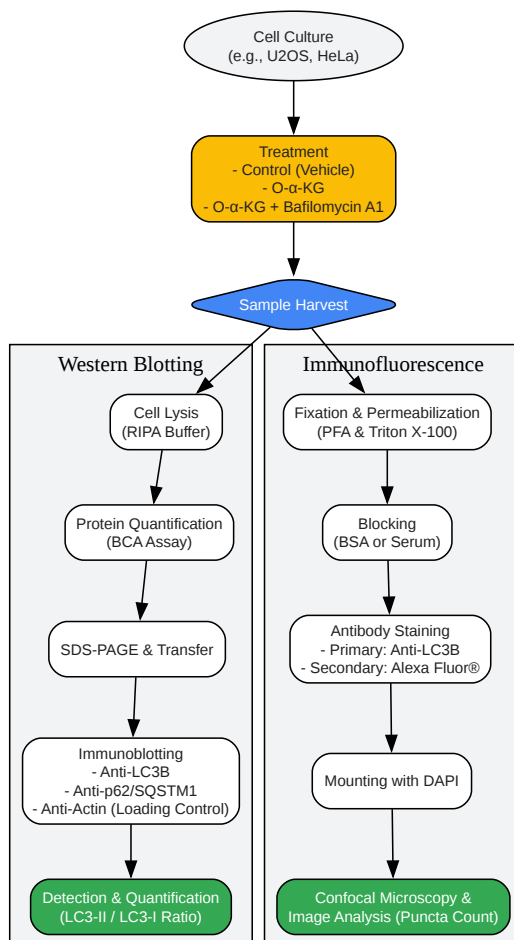 Cell Culture
(e.g., U2OS, HeLa)
Treatment
- Control (Vehicle)
- O-α-KG
- O-α-KG + Bafilomycin A1
Sample Harvest
Western Blotting
Cell Lysis
(RIPA Buffer)
Protein Quantification
(BCA Assay)
SDS-PAGE & Transfer
Immunoblotting
- Anti-LC3B
- Anti-p62/SQSTM1
- Anti-Actin (Loading Control)
Detection & Quantification
(LC3-II / LC3-I Ratio)
Immunofluorescence
Fixation & Permeabilization
(PFA & Triton X-100)
Blocking
(BSA or Serum)
Antibody Staining
- Primary: Anti-LC3B
- Secondary: Alexa Fluor®
Mounting with DAPI
Confocal Microscopy &
Image Analysis (Puncta Count)